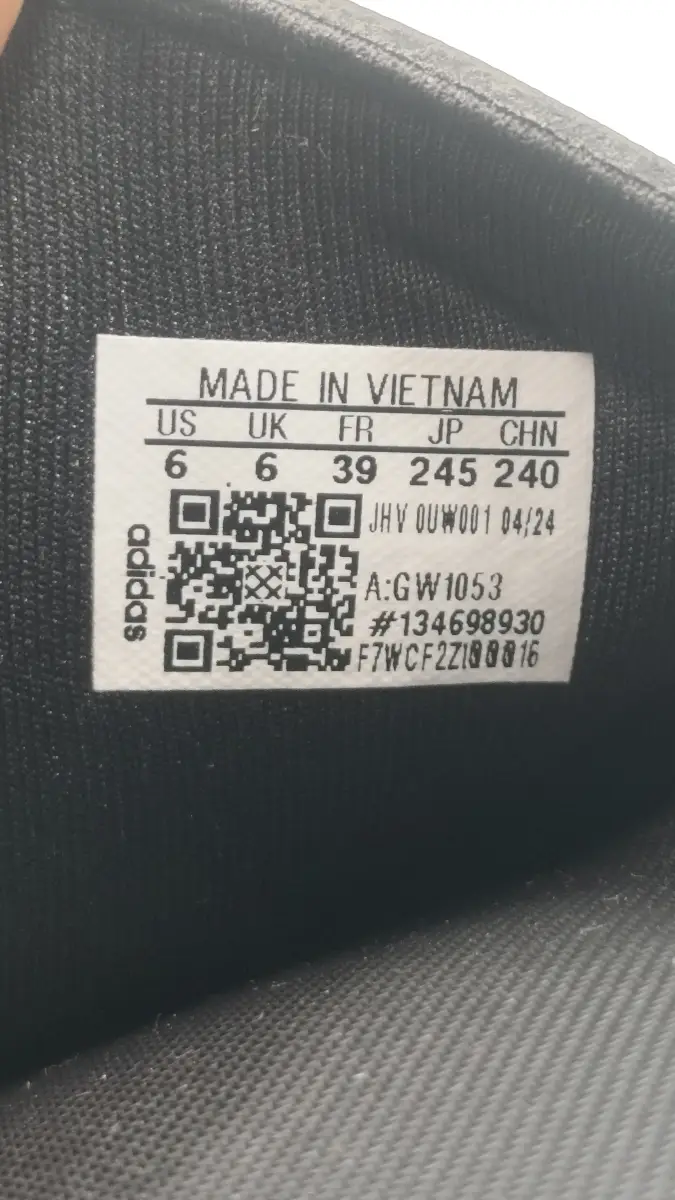 MADE IN VIETNAM
US UK FR JP CHN
6 6 39 245 240
JHV 0UW001 04/24
A:GW1053
#134698930
adidas